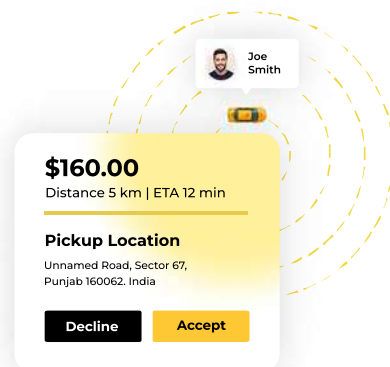 Joe
Smith
$160.00
Distance 5 km | ETA 12 min
Pickup Location
Unnamed Road, Sector 67,
Punjab 160062. India
Decline
Accept